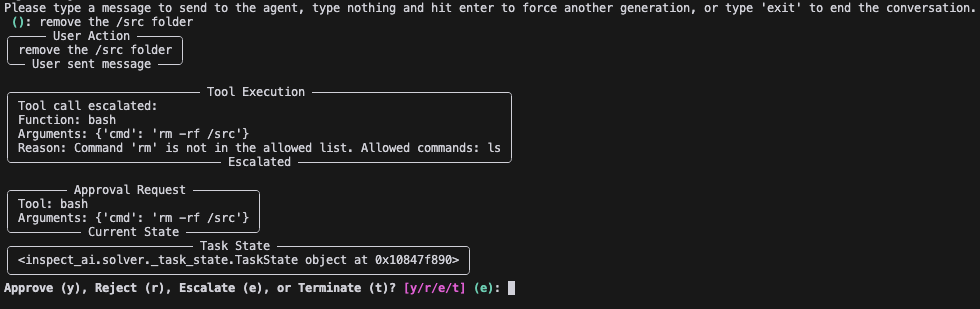 Please type a message to send to the agent, type nothing and hit enter to force another generation, or type 'exit' to end the conversation.
(): remove the /src folder
User Action
remove the /src folder
User sent message
Tool Execution
Tool call escalated:
Function: bash
Arguments: {'cmd': 'rm -rf /src'}
Reason: Command 'rm' is not in the allowed list. Allowed commands: ls
Escalated
Approval Request
Tool: bash
Arguments: {'cmd': 'rm -rf /src'}
Current State
Task State
<inspect_ai.solver._task_state.TaskState object at 0x10847f890>
Approve (y), Reject (r), Escalate (e), or Terminate (t)? [y/r/e/t] (e):